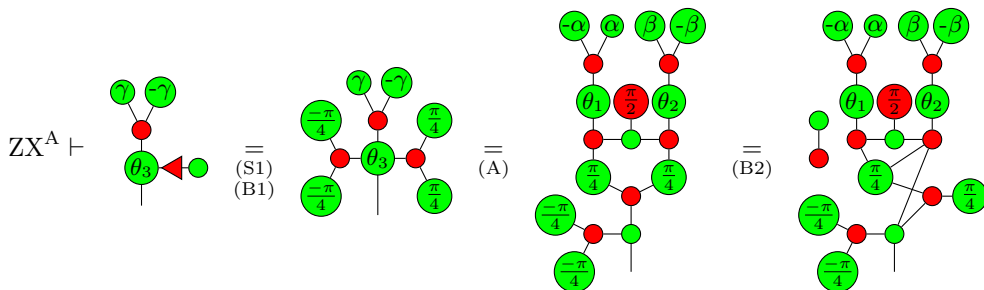 -α α β -β -α α β -β
γ -γ γ -γ
θ₁ π/2 θ₂ θ₁ π/2 θ₂
-π/4 π/4
ZXᴬ ⊢ θ₃ = (S1) (B1) θ₃ = (A) = (B2)
π/4 π/4 π/4
-π/4 π/4 π/4
-π/4 -π/4
-π/4 -π/4